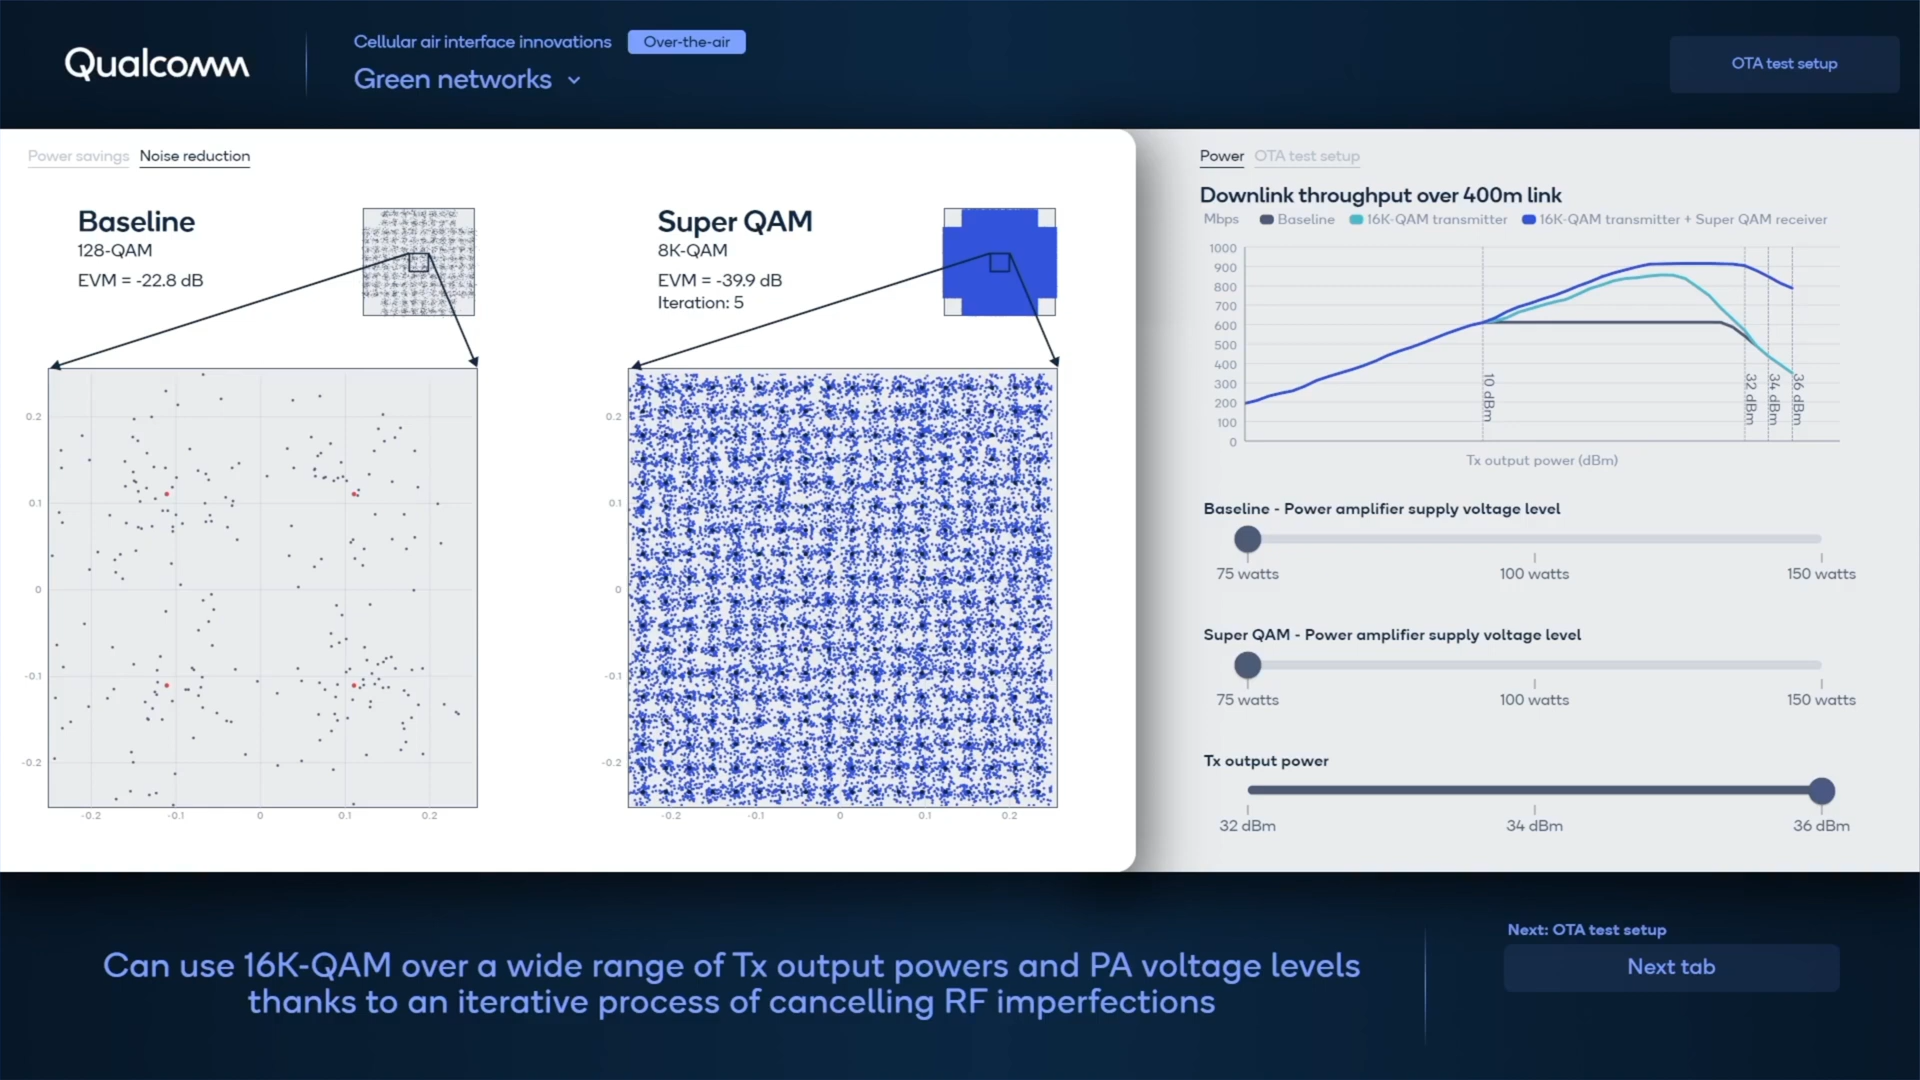 Qualcomm
Cellular air interface innovations
Over-the-air
Green networks
OTA test setup
Power savings
Noise reduction
Baseline
128-QAM
EVM = -22.8 dB
Super QAM
8K-QAM
EVM = -39.9 dB
Iteration: 5
0.2
0.1
0
-0.1
-0.2
-0.2
-0.1
0
0.1
0.2
0.2
0.1
0
-0.1
-0.2
-0.2
-0.1
0
0.1
0.2
Power
OTA test setup
Downlink throughput over 400m link
Mbps
Baseline
16K-QAM transmitter
16K-QAM transmitter + Super QAM receiver
1000
900
800
700
600
500
400
300
200
100
0
10 dBm
32 dBm
34 dBm
36 dBm
Tx output power (dBm)
Baseline - Power amplifier supply voltage level
75 watts
100 watts
150 watts
Super QAM - Power amplifier supply voltage level
75 watts
100 watts
150 watts
Tx output power
32 dBm
34 dBm
36 dBm
Can use 16K-QAM over a wide range of Tx output powers and PA voltage levels
thanks to an iterative process of cancelling RF imperfections
Next: OTA test setup
Next tab